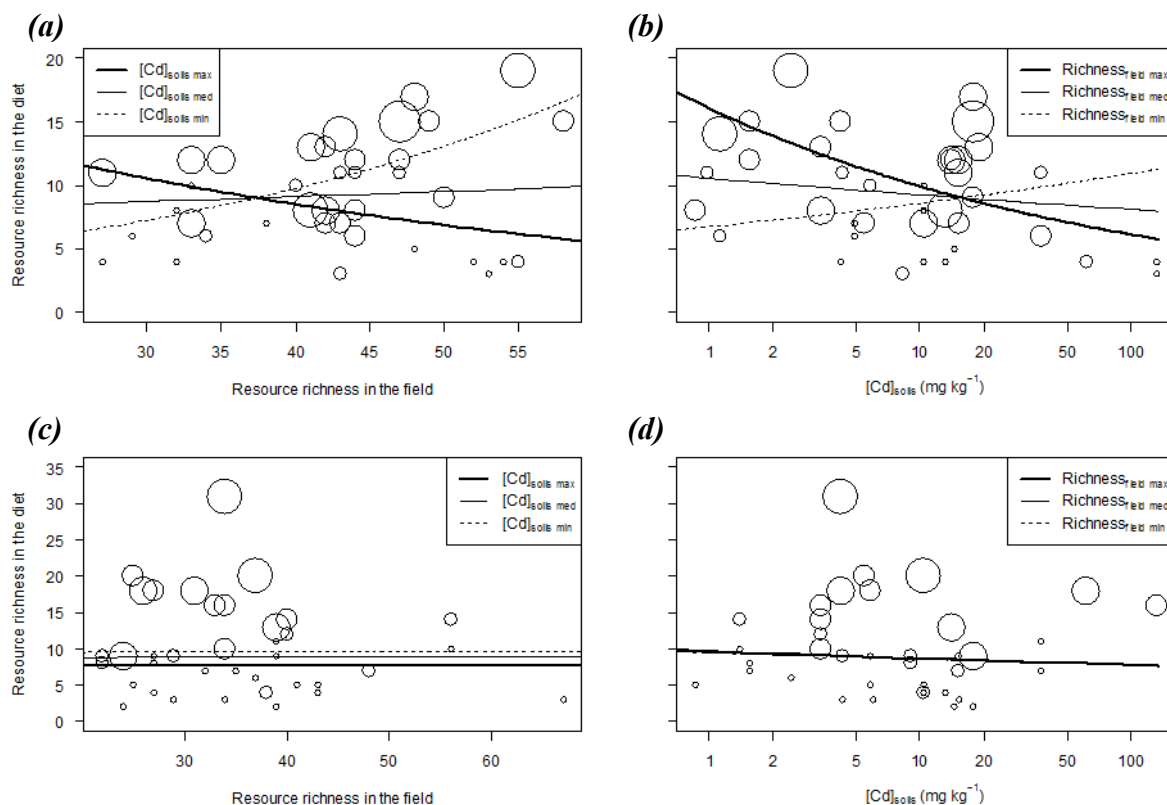 (a)
Resource richness in the diet
20
15
10
5
0
[Cd]soils max
[Cd]soils med
[Cd]soils min
30
35
40
45
50
55
Resource richness in the field
(b)
Richnessfield max
Richnessfield med
Richnessfield min
1
2
5
10
20
50
100
[Cd]soils (mg kg−1)
(c)
Resource richness in the diet
35
30
25
20
15
10
5
0
[Cd]soils max
[Cd]soils med
[Cd]soils min
30
40
50
60
Resource richness in the field
(d)
Richnessfield max
Richnessfield med
Richnessfield min
1
2
5
10
20
50
100
[Cd]soils (mg kg−1)